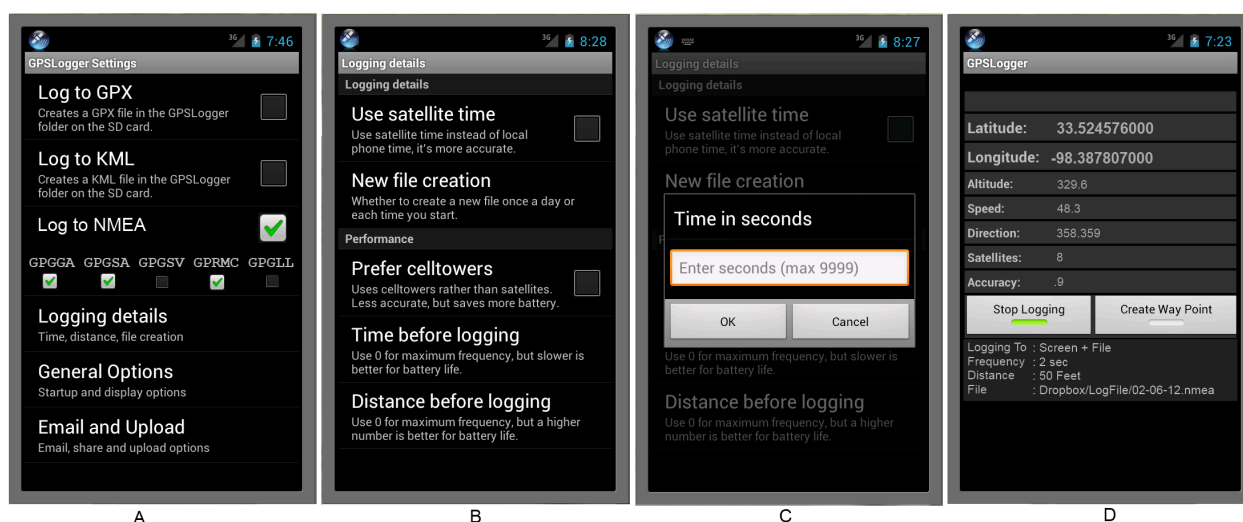 3G 7:46
GPSLogger Settings
Log to GPX
Creates a GPX file in the GPSLogger
folder on the SD card.
Log to KML
Creates a KML file in the GPSLogger
folder on the SD card.
Log to NMEA
GPGGA GPGSA GPGSV GPRMC GPGLL
Logging details
Time, distance, file creation
General Options
Startup and display options
Email and Upload
Email, share and upload options
A
3G 8:28
Logging details
Logging details
Use satellite time
Use satellite time instead of local
phone time, it's more accurate.
New file creation
Whether to create a new file once a day or
each time you start.
Performance
Prefer celltowers
Uses celltowers rather than satellites.
Less accurate, but saves more battery.
Time before logging
Use 0 for maximum frequency, but slower is
better for battery life.
Distance before logging
Use 0 for maximum frequency, but a higher
number is better for battery life.
B
3G 8:27
Logging details
Logging details
Use satellite time
Use satellite time instead of local
phone time, it's more accurate.
New file creation
Time in seconds
Enter seconds (max 9999)
OK Cancel
Use 0 for maximum frequency, but slower is
better for battery life.
Distance before logging
Use 0 for maximum frequency, but a higher
number is better for battery life.
C
3G 7:23
GPSLogger
Latitude: 33.524576000
Longitude: -98.387807000
Altitude: 329.6
Speed: 48.3
Direction: 358.359
Satellites: 8
Accuracy: .9
Stop Logging Create Way Point
Logging To : Screen + File
Frequency : 2 sec
Distance : 50 Feet
File : Dropbox/LogFile/02-06-12.nmea
D